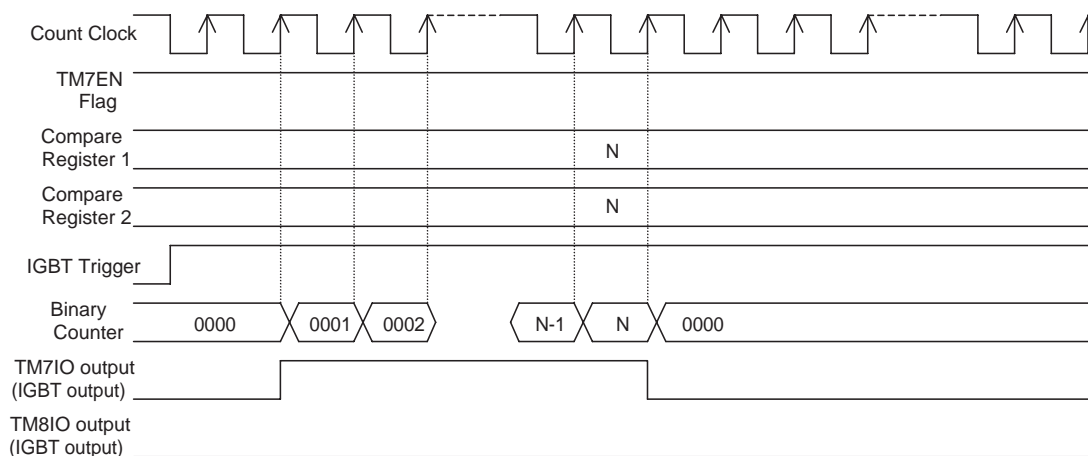 Count Clock
TM7EN
Flag
Compare
Register 1
N
Compare
Register 2
N
IGBT Trigger
Binary
Counter
0000 0001 0002 N-1 N 0000
TM7IO output
(IGBT output)
TM8IO output
(IGBT output)